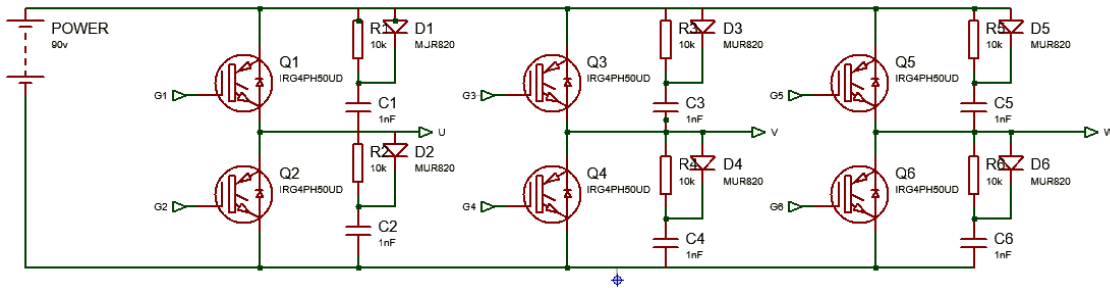 POWER
90v
Q1
IRG4PH50UD
G1
R1
10k
D1
MUR820
C1
1nF
U
Q2
IRG4PH50UD
G2
R2
10k
D2
MUR820
C2
1nF
Q3
IRG4PH50UD
G3
R3
10k
D3
MUR820
C3
1nF
V
Q4
IRG4PH50UD
G4
R4
10k
D4
MUR820
C4
1nF
Q5
IRG4PH50UD
G5
R5
10k
D5
MUR820
C5
1nF
W
Q6
IRG4PH50UD
G6
R6
10k
D6
MUR820
C6
1nF